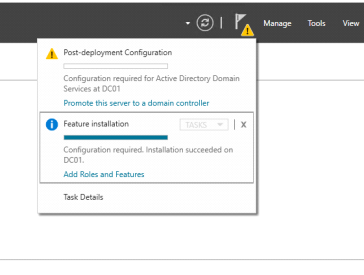 Manage Tools View
Post-deployment Configuration
Configuration required for Active Directory Domain
Services at DC01
Promote this server to a domain controller
Feature installation
TASKS
X
Configuration required. Installation succeeded on
DC01.
Add Roles and Features
Task Details